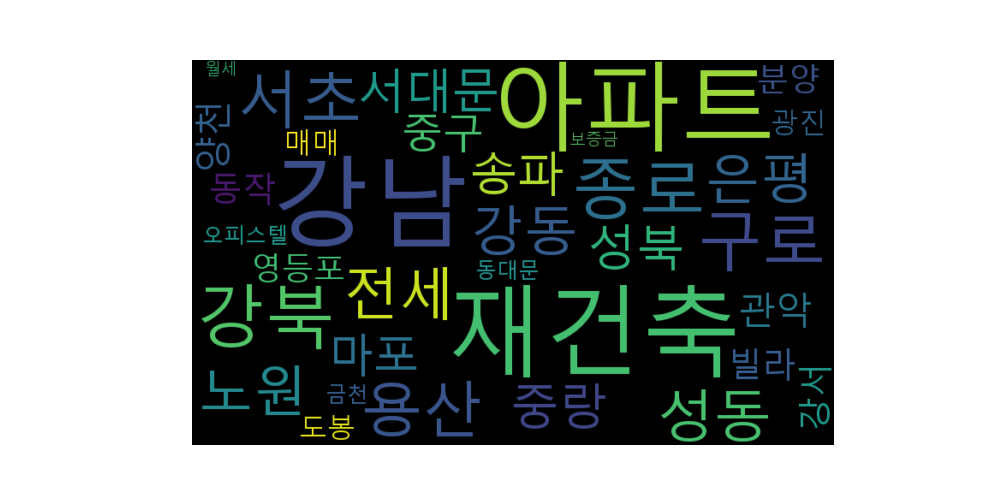 월세
서초
서대문
아파트
분양
양천
매매
중구
보증금
광진
동작
강남
송파
종로
은평
오피스텔
강동
성북
구로
영등포
동대문
강북
전세
재건축
관악
마포
빌라
노원
금천
용산
중랑
성동
강서
도봉